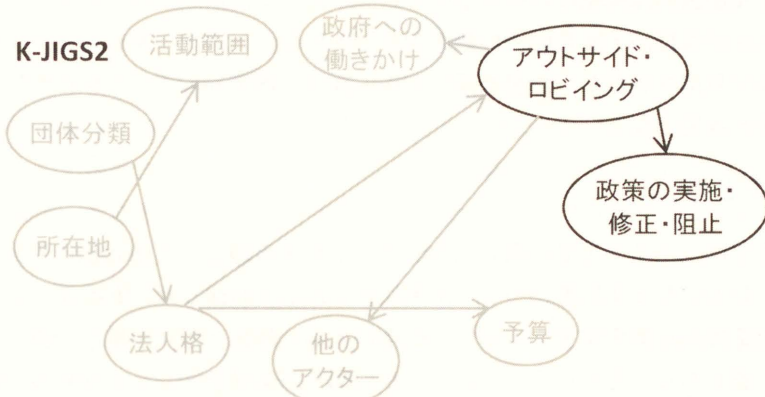 K-JIGS2
活動範囲
政府への
働きかけ
アウトサイド・
ロビイング
団体分類
政策の実施・
修正・阻止
所在地
法人格
他の
アクター
予算